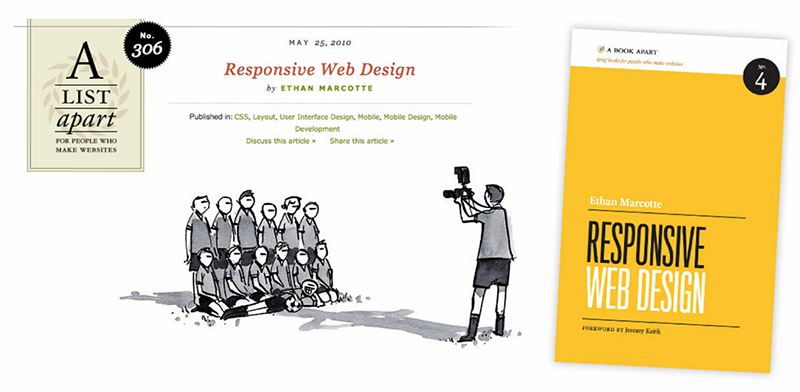 No.
306
A
LIST
apart
FOR PEOPLE WHO
MAKE WEBSITES
MAY 25, 2010
Responsive Web Design
by ETHAN MARCOTTE
Published in: CSS, Layout, User Interface Design, Mobile, Mobile Design, Mobile
Development
Discuss this article »
Share this article »
A BOOK APART
Brief books for people who make websites
No.
4
Ethan Marcotte
RESPONSIVE
WEB DESIGN
FOREWORD BY Jeremy Keith